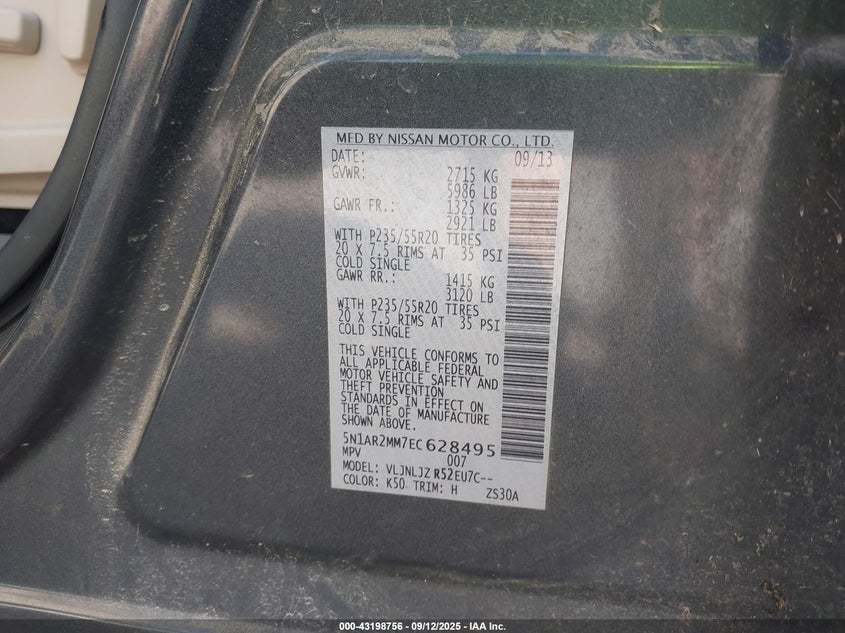 MFD BY NISSAN MOTOR CO., LTD.
DATE: 09/13
GVWR: 2715 KG
5986 LB
GAWR FR.: 1325 KG
2921 LB
WITH P235/55R20 TIRES
20 X 7.5 RIMS AT 35 PSI
COLD SINGLE
GAWR RR.: 1415 KG
3120 LB
WITH P235/55R20 TIRES
20 X 7.5 RIMS AT 35 PSI
COLD SINGLE
THIS VEHICLE CONFORMS TO
ALL APPLICABLE FEDERAL
MOTOR VEHICLE SAFETY AND
THEFT PREVENTION
STANDARDS IN EFFECT ON
THE DATE OF MANUFACTURE
SHOWN ABOVE.
5N1AR2MM7EC628495
MPV 007
MODEL: VLJNLJZ R52EU7C--
COLOR: K50 TRIM: H ZS30A
000-43198756 - 09/12/2025 - IAA Inc.